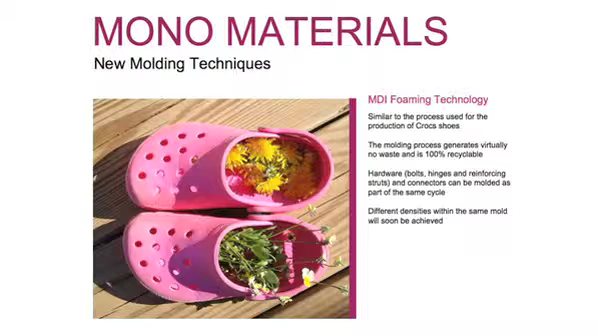 MONO MATERIALS
New Molding Techniques
MDI Foaming Technology
Similar to the process used for the
production of Crocs shoes
The molding process generates virtually
no waste and is 100% recyclable
Hardware (bolts, hinges and reinforcing
struts) and connectors can be molded as
part of the same cycle
Different densities within the same mold
will soon be achieved